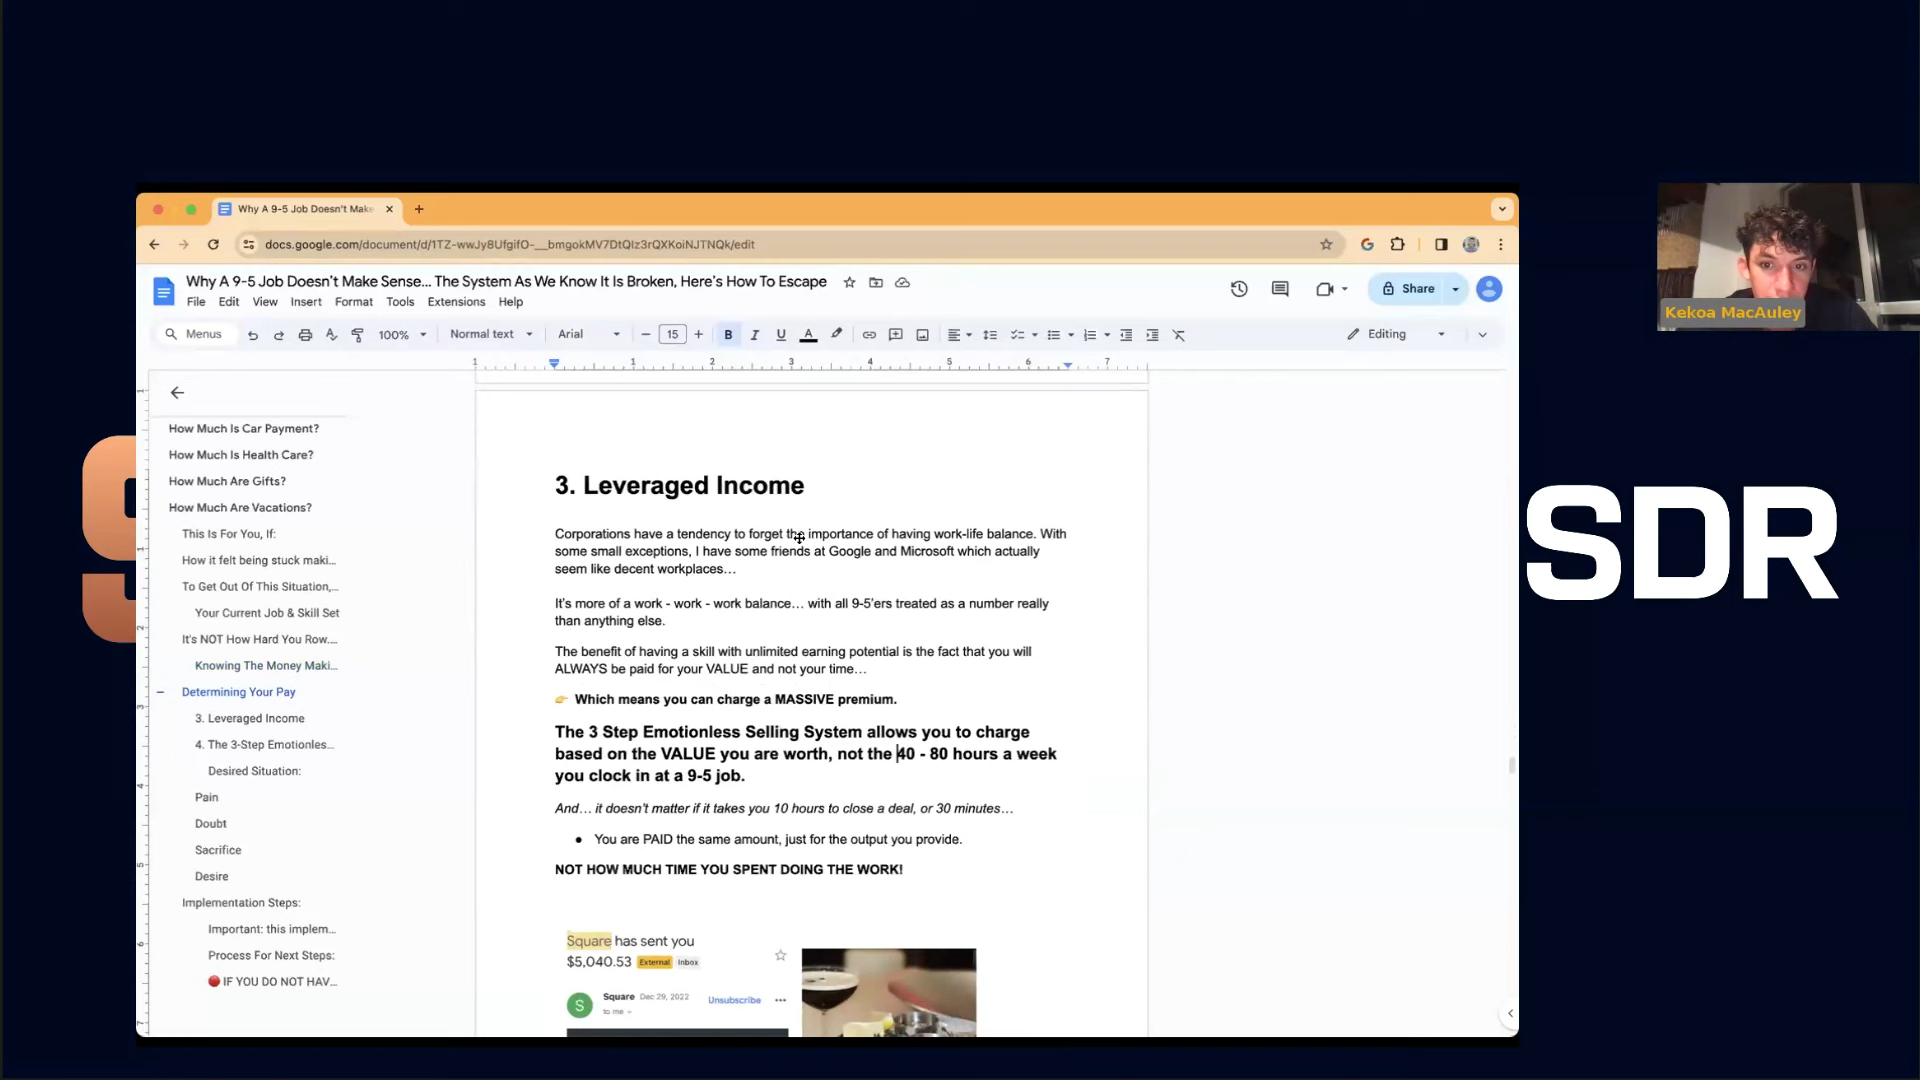 Why A 9-5 Job Doesn't Make
docs.google.com/document/d/1TZ-wwJy8UfgifO-__bmgokMV7DtQIz3rQXKoiNJTNQk/edit
Why A 9-5 Job Doesn't Make Sense... The System As We Know It Is Broken, Here's How To Escape
File Edit View Insert Format Tools Extensions Help
Share
Menus 100% Normal text Arial 15 B I U A Editing
1 1 2 3 4 5 6 7
How Much Is Car Payment?
How Much Is Health Care?
How Much Are Gifts?
How Much Are Vacations?
This Is For You, If:
How it felt being stuck maki...
To Get Out Of This Situation,...
Your Current Job & Skill Set
It's NOT How Hard You Row....
Knowing The Money Maki...
Determining Your Pay
3. Leveraged Income
4. The 3-Step Emotionles...
Desired Situation:
Pain
Doubt
Sacrifice
Desire
Implementation Steps:
Important: this implem...
Process For Next Steps:
IF YOU DO NOT HAV...
3. Leveraged Income
Corporations have a tendency to forget the importance of having work-life balance. With
some small exceptions, I have some friends at Google and Microsoft which actually
seem like decent workplaces…
It's more of a work - work - work balance… with all 9-5'ers treated as a number really
than anything else.
The benefit of having a skill with unlimited earning potential is the fact that you will
ALWAYS be paid for your VALUE and not your time…
👉 Which means you can charge a MASSIVE premium.
The 3 Step Emotionless Selling System allows you to charge
based on the VALUE you are worth, not the 40 - 80 hours a week
you clock in at a 9-5 job.
And… it doesn't matter if it takes you 10 hours to close a deal, or 30 minutes…
● You are PAID the same amount, just for the output you provide.
NOT HOW MUCH TIME YOU SPENT DOING THE WORK!
Square has sent you
$5,040.53 External Inbox
S Square Dec 29, 2022 Unsubscribe
to me
Kekoa MacAuley
SDR